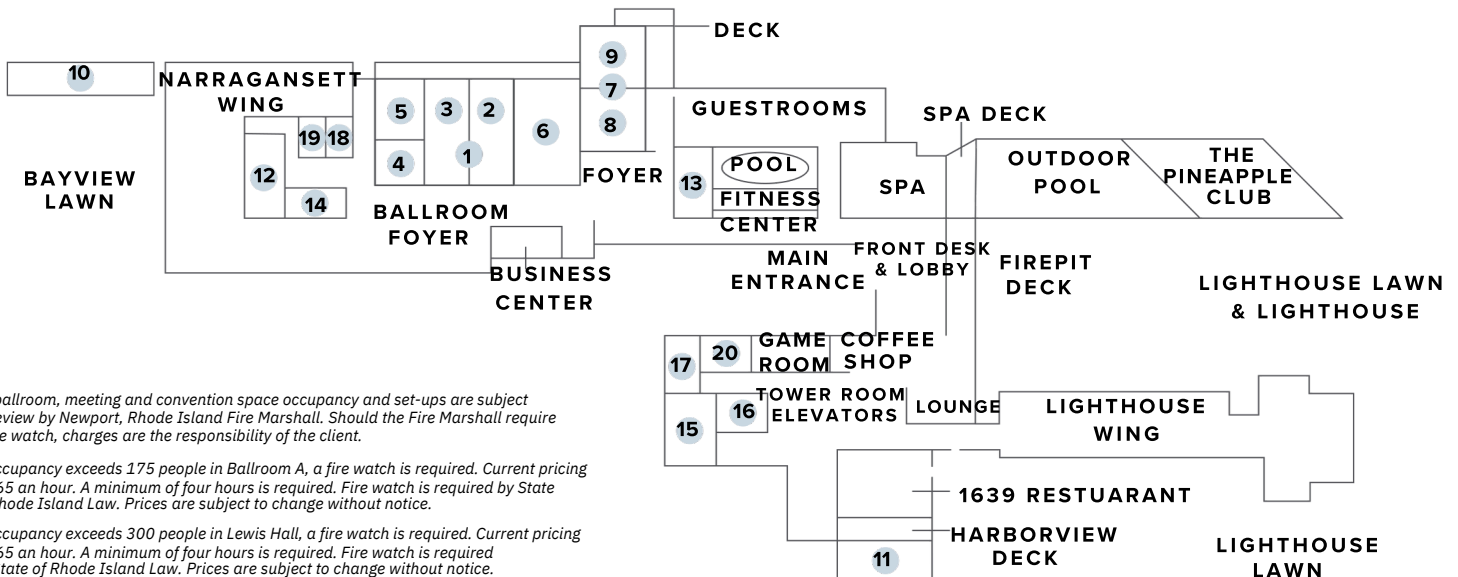 DECK
9
10
NARRAGANSETT
WING
7
GUESTROOMS
5
3
2
6
8
SPA DECK
19
18
1
4
12
14
BAYVIEW
LAWN
FOYER
13
POOL
FITNESS
CENTER
SPA
OUTDOOR
POOL
THE
PINEAPPLE
CLUB
BALLROOM
FOYER
BUSINESS
CENTER
MAIN
ENTRANCE
FRONT DESK
& LOBBY
FIREPIT
DECK
LIGHTHOUSE LAWN
& LIGHTHOUSE
17
20
GAME
ROOM
COFFEE
SHOP
TOWER ROOM
ELEVATORS
16
15
LOUNGE
LIGHTHOUSE
WING
1639 RESTUARANT
HARBORVIEW
DECK
11
LIGHTHOUSE
LAWN
ballroom, meeting and convention space occupancy and set-ups are subject
eview by Newport, Rhode Island Fire Marshall. Should the Fire Marshall require
e watch, charges are the responsibility of the client.
ccupancy exceeds 175 people in Ballroom A, a fire watch is required. Current pricing
65 an hour. A minimum of four hours is required. Fire watch is required by State
hode Island Law. Prices are subject to change without notice.
ccupancy exceeds 300 people in Lewis Hall, a fire watch is required. Current pricing
65 an hour. A minimum of four hours is required. Fire watch is required
tate of Rhode Island Law. Prices are subject to change without notice.